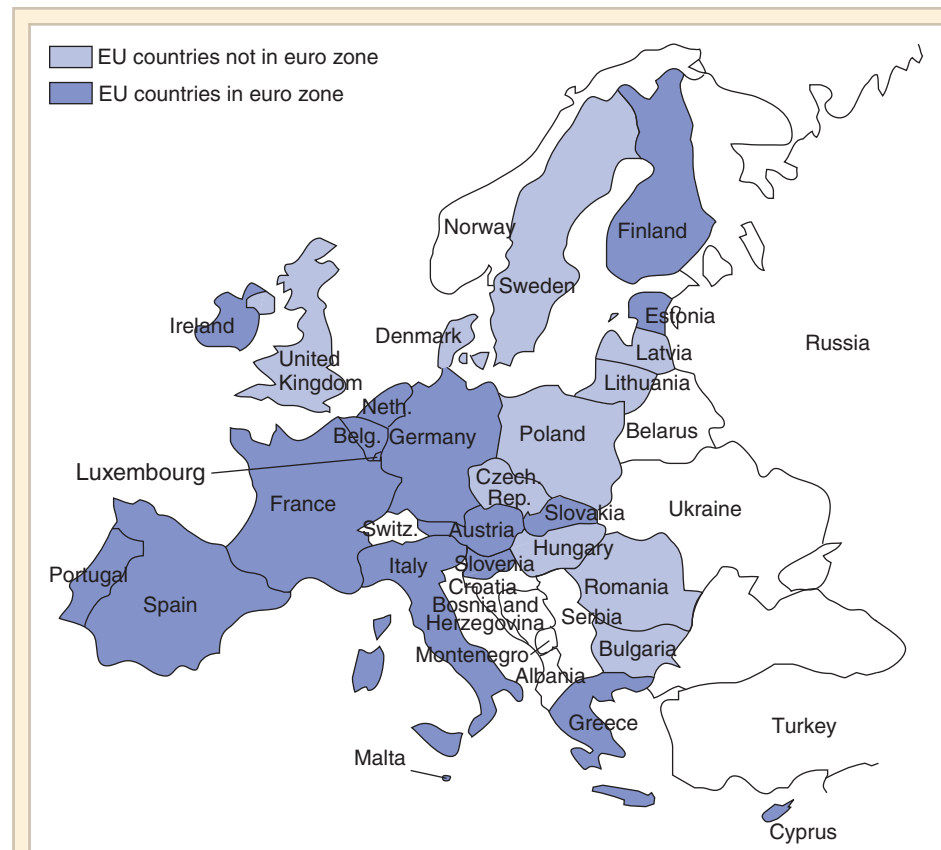 EU countries not in euro zone
EU countries in euro zone
Norway
Finland
Sweden
Estonia
Ireland
Denmark
Russia
United
Kingdom
Latvia
Lithuania
Neth.
Belg.
Germany
Poland
Belarus
Luxembourg
Czech.
Rep.
France
Slovakia
Ukraine
Switz.
Austria
Hungary
Portugal
Italy
Slovenia
Spain
Croatia
Romania
Bosnia and
Herzegovina
Serbia
Montenegro
Bulgaria
Albania
Greece
Turkey
Malta
Cyprus